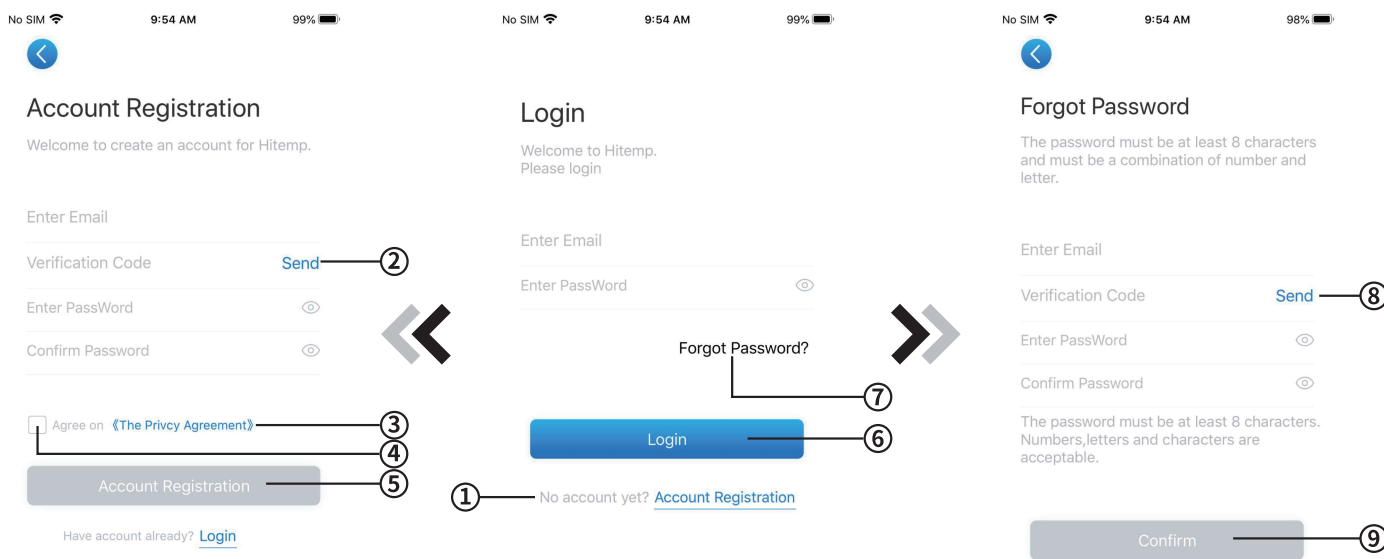 No SIM 9:54 AM 99%
Account Registration
Welcome to create an account for Hitemp.
Enter Email
Verification Code Send ②
Enter PassWord
Confirm Password
Agree on 《The Privcy Agreement》 ③
④
Account Registration ⑤
Have account already? Login
No SIM 9:54 AM 99%
Login
Welcome to Hitemp.
Please login
Enter Email
Enter PassWord
Forgot Password?
⑦
Login ⑥
① No account yet? Account Registration
No SIM 9:54 AM 98%
Forgot Password
The password must be at least 8 characters
and must be a combination of number and
letter.
Enter Email
Verification Code Send ⑧
Enter PassWord
Confirm Password
The password must be at least 8 characters.
Numbers,letters and characters are
acceptable.
Confirm ⑨